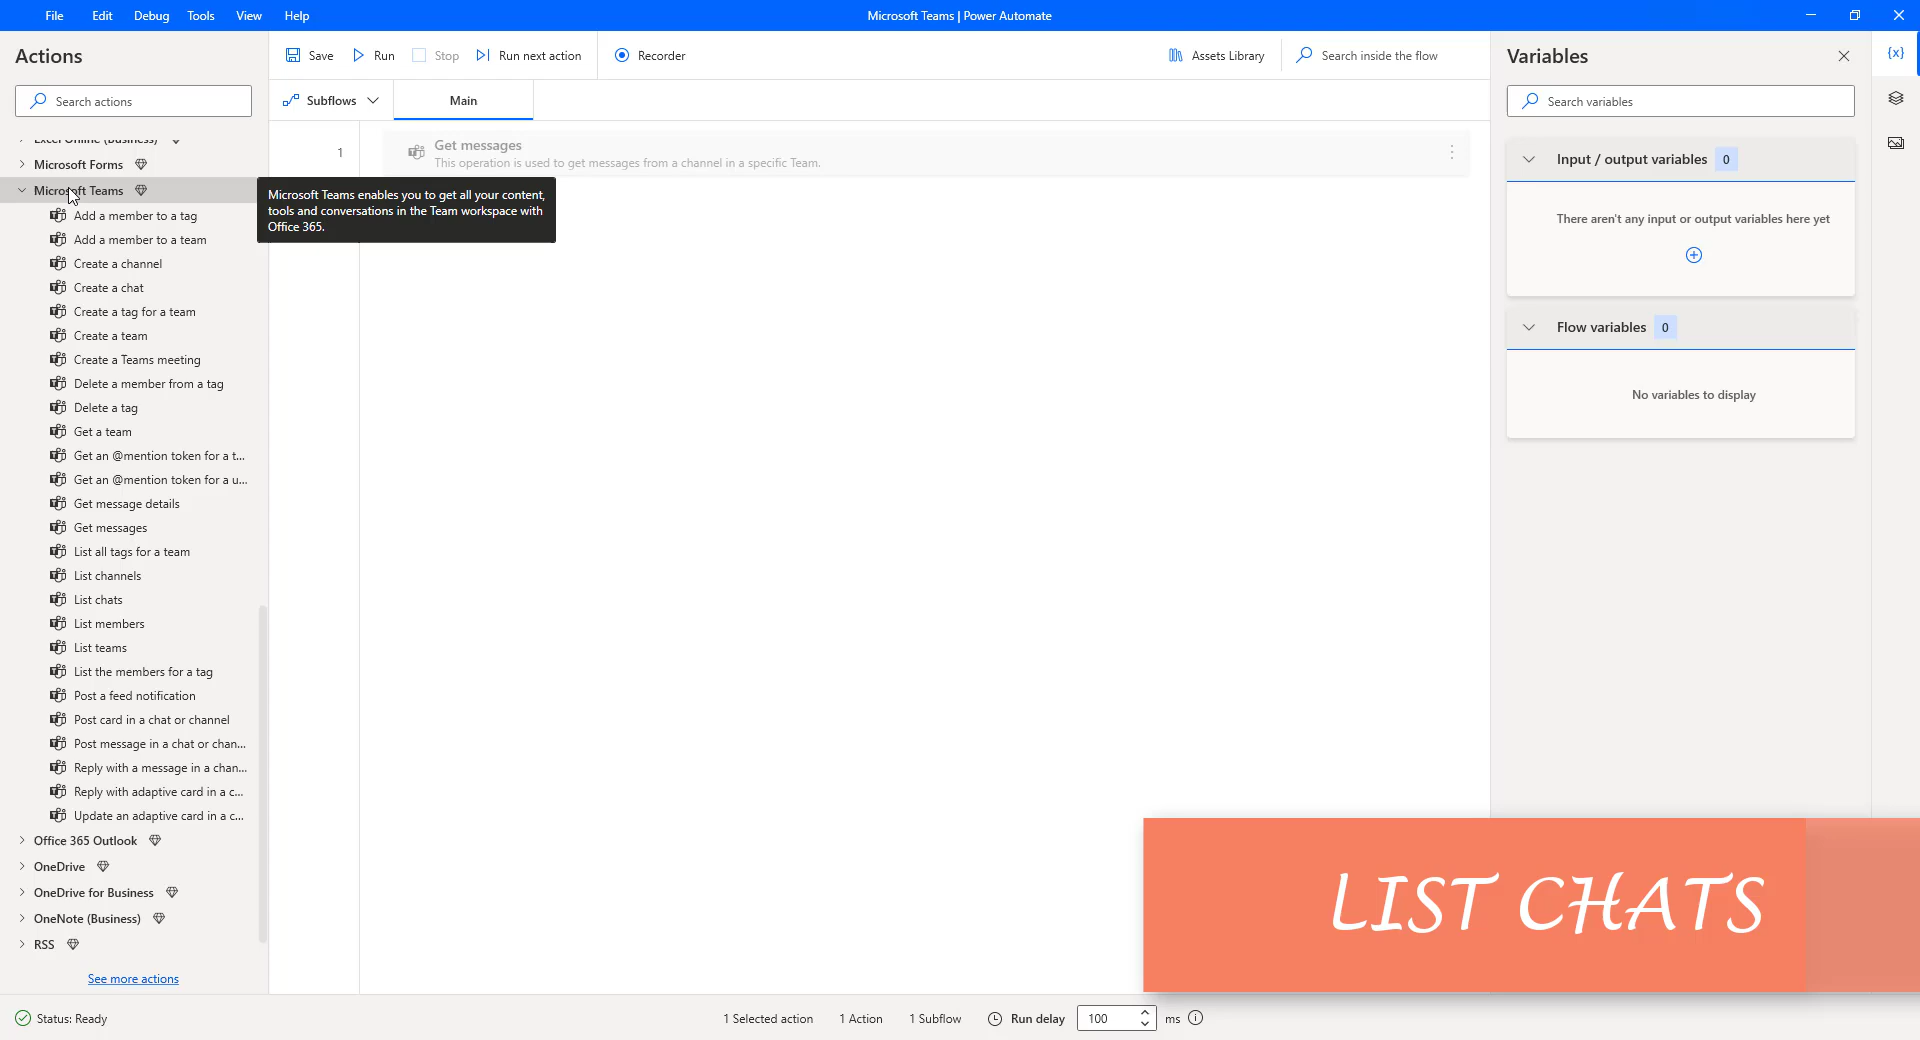 File Edit Debug Tools View Help
Microsoft Teams | Power Automate
Actions
Search actions
Excel Online (Business)
Microsoft Forms
Microsoft Teams
Add a member to a tag
Add a member to a team
Create a channel
Create a chat
Create a tag for a team
Create a team
Create a Teams meeting
Delete a member from a tag
Delete a tag
Get a team
Get an @mention token for a t...
Get an @mention token for a u...
Get message details
Get messages
List all tags for a team
List channels
List chats
List members
List teams
List the members for a tag
Post a feed notification
Post card in a chat or channel
Post message in a chat or chan...
Reply with a message in a chan...
Reply with adaptive card in a c...
Update an adaptive card in a c...
Office 365 Outlook
OneDrive
OneDrive for Business
OneNote (Business)
RSS
See more actions
Save Run Stop Run next action Recorder Assets Library Search inside the flow
Subflows Main
1
Get messages
This operation is used to get messages from a channel in a specific Team.
Microsoft Teams enables you to get all your content,
tools and conversations in the Team workspace with
Office 365.
Variables
{x}
Search variables
Input / output variables 0
There aren't any input or output variables here yet
Flow variables 0
No variables to display
LIST CHATS
Status: Ready 1 Selected action 1 Action 1 Subflow Run delay 100 ms